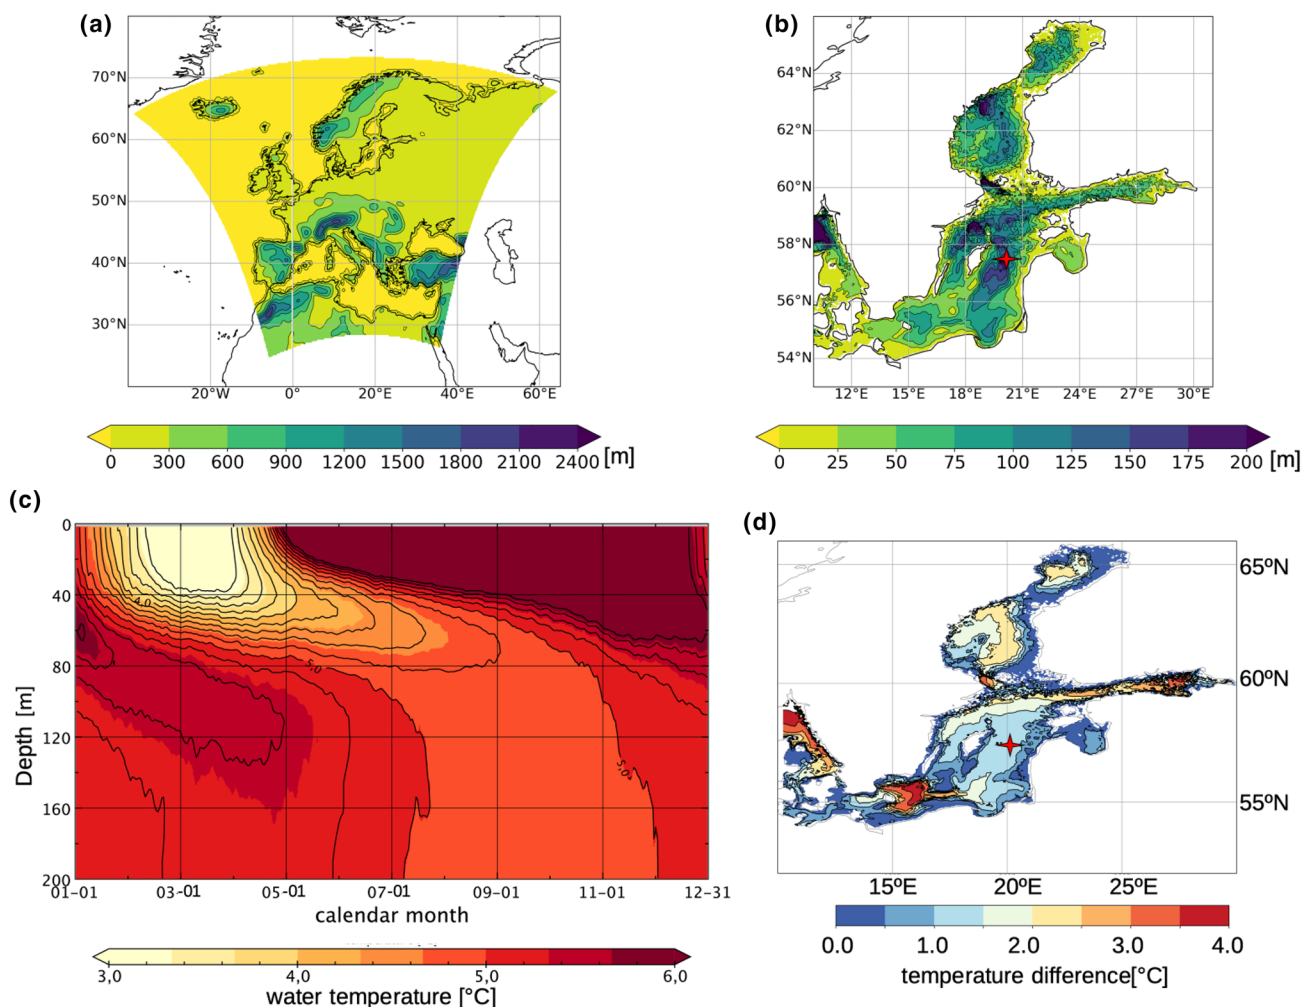 (a)
70°N
60°N
50°N
40°N
30°N
20°W 0° 20°E 40°E 60°E
0 300 600 900 1200 1500 1800 2100 2400 [m]
(b)
64°N
62°N
60°N
58°N
56°N
54°N
12°E 15°E 18°E 21°E 24°E 27°E 30°E
0 25 50 75 100 125 150 175 200 [m]
(c)
0
40
80
120
160
200
Depth [m]
4,0
5,0
5,0
01-01 03-01 05-01 07-01 09-01 11-01 12-31
calendar month
3,0 4,0 5,0 6,0
water temperature [°C]
(d)
65ºN
60ºN
55ºN
15ºE 20ºE 25ºE
0.0 1.0 2.0 3.0 4.0
temperature difference[°C]